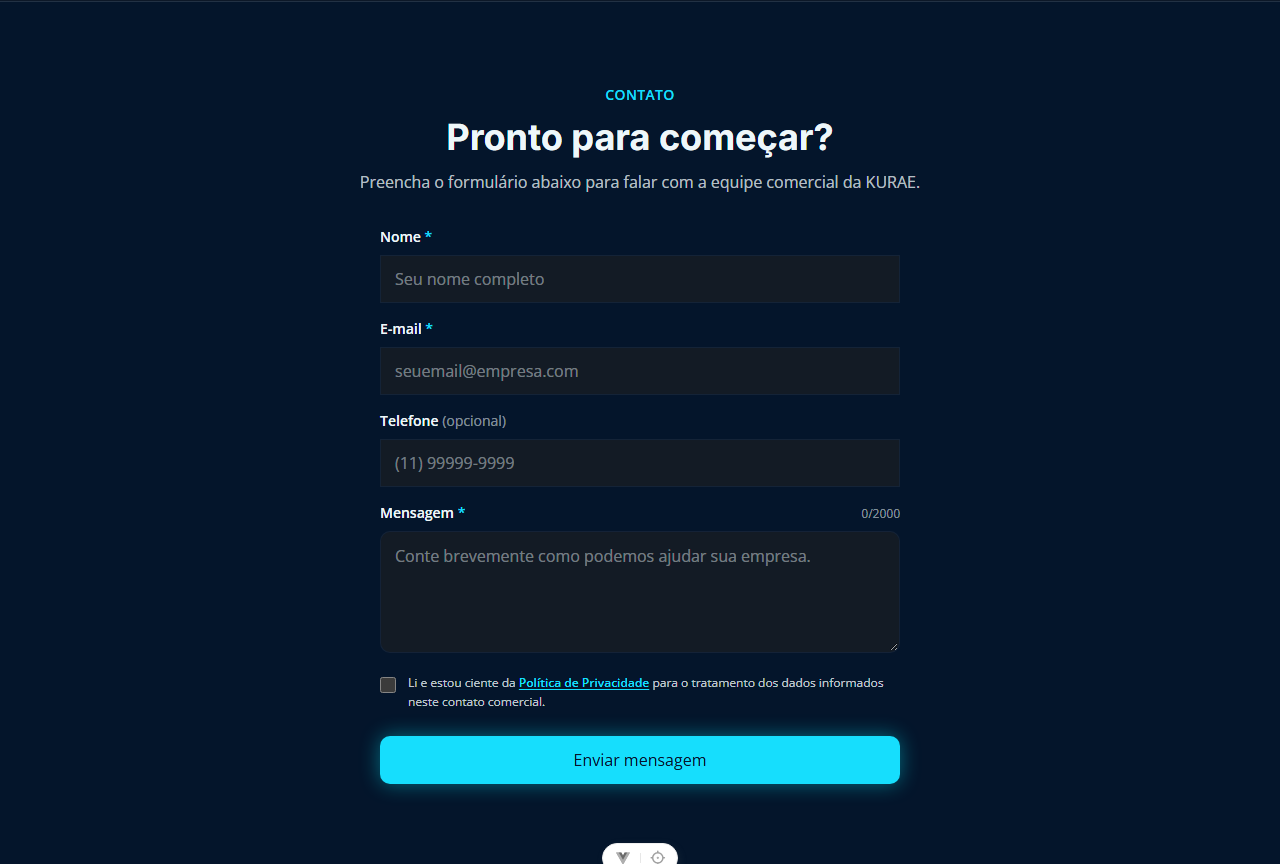 CONTATO
Pronto para começar?
Preencha o formulário abaixo para falar com a equipe comercial da KURAE.
Nome *
Seu nome completo
E-mail *
seuemail@empresa.com
Telefone (opcional)
(11) 99999-9999
Mensagem * 0/2000
Conte brevemente como podemos ajudar sua empresa.
Li e estou ciente da Política de Privacidade para o tratamento dos dados informados
neste contato comercial.
Enviar mensagem